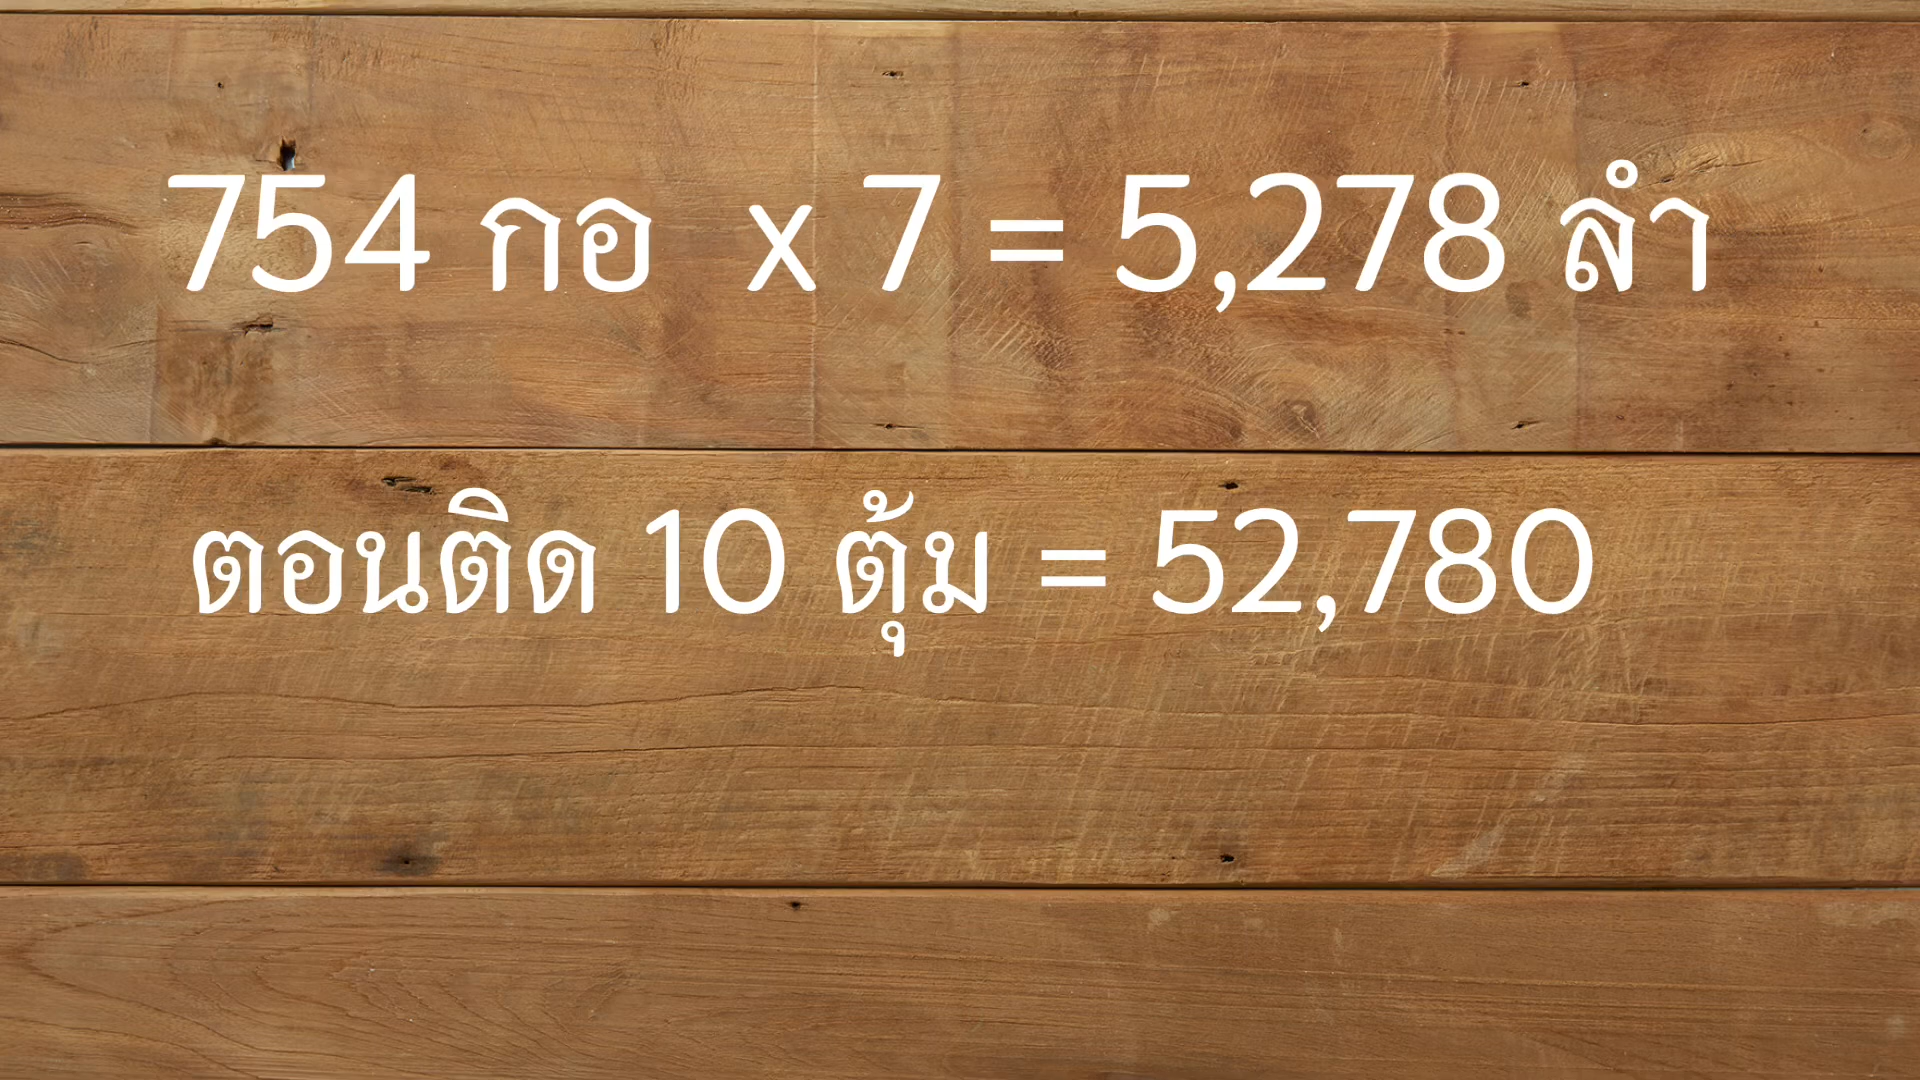 754 กอ x 7 = 5,278 ลำ
ตอนติด 10 ตุ้ม = 52,780